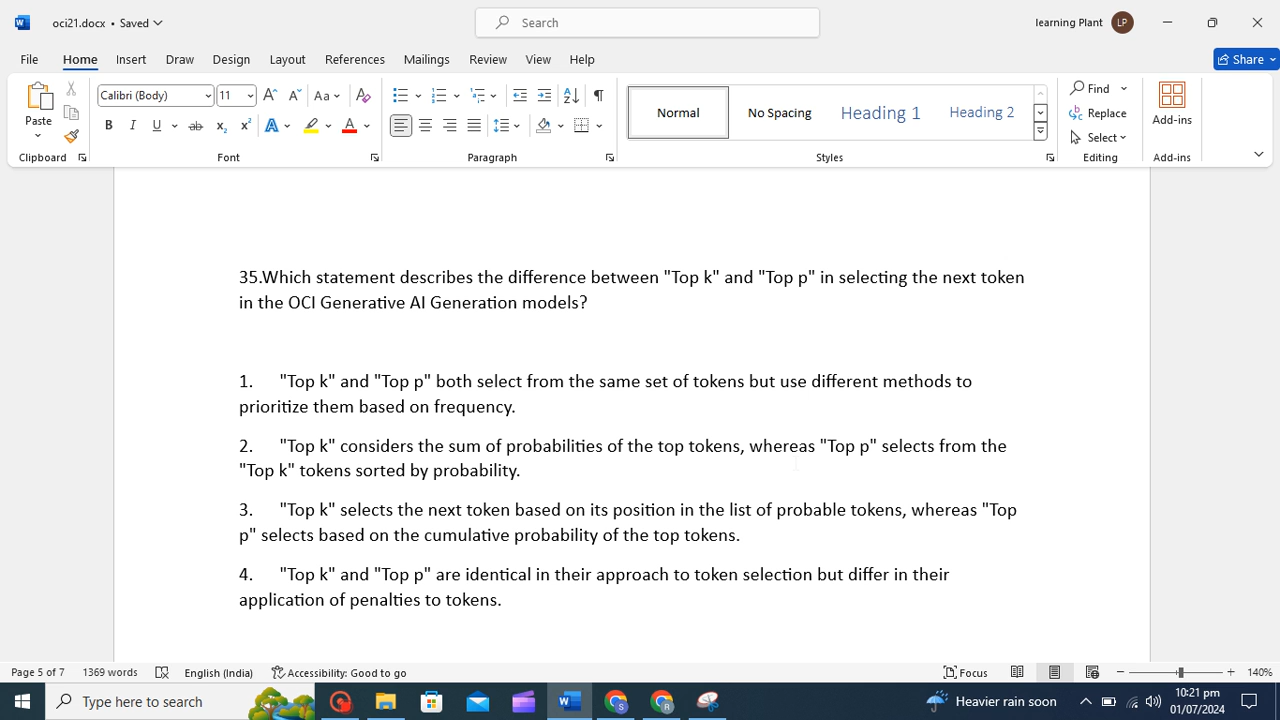 oci21.docx • Saved
Search
learning Plant LP
File Home Insert Draw Design Layout References Mailings Review View Help Share
Calibri (Body) 11 Aa
Paste
B I U ab x₂ x² A A
Normal No Spacing Heading 1 Heading 2
Find
Replace
Select
Add-ins
Clipboard Font Paragraph Styles Editing Add-ins
35.Which statement describes the difference between "Top k" and "Top p" in selecting the next token
in the OCI Generative AI Generation models?
1. "Top k" and "Top p" both select from the same set of tokens but use different methods to
prioritize them based on frequency.
2. "Top k" considers the sum of probabilities of the top tokens, whereas "Top p" selects from the
"Top k" tokens sorted by probability.
3. "Top k" selects the next token based on its position in the list of probable tokens, whereas "Top
p" selects based on the cumulative probability of the top tokens.
4. "Top k" and "Top p" are identical in their approach to token selection but differ in their
application of penalties to tokens.
Page 5 of 7 1369 words English (India) Accessibility: Good to go Focus 140%
Type here to search
Heavier rain soon
10:21 pm
01/07/2024